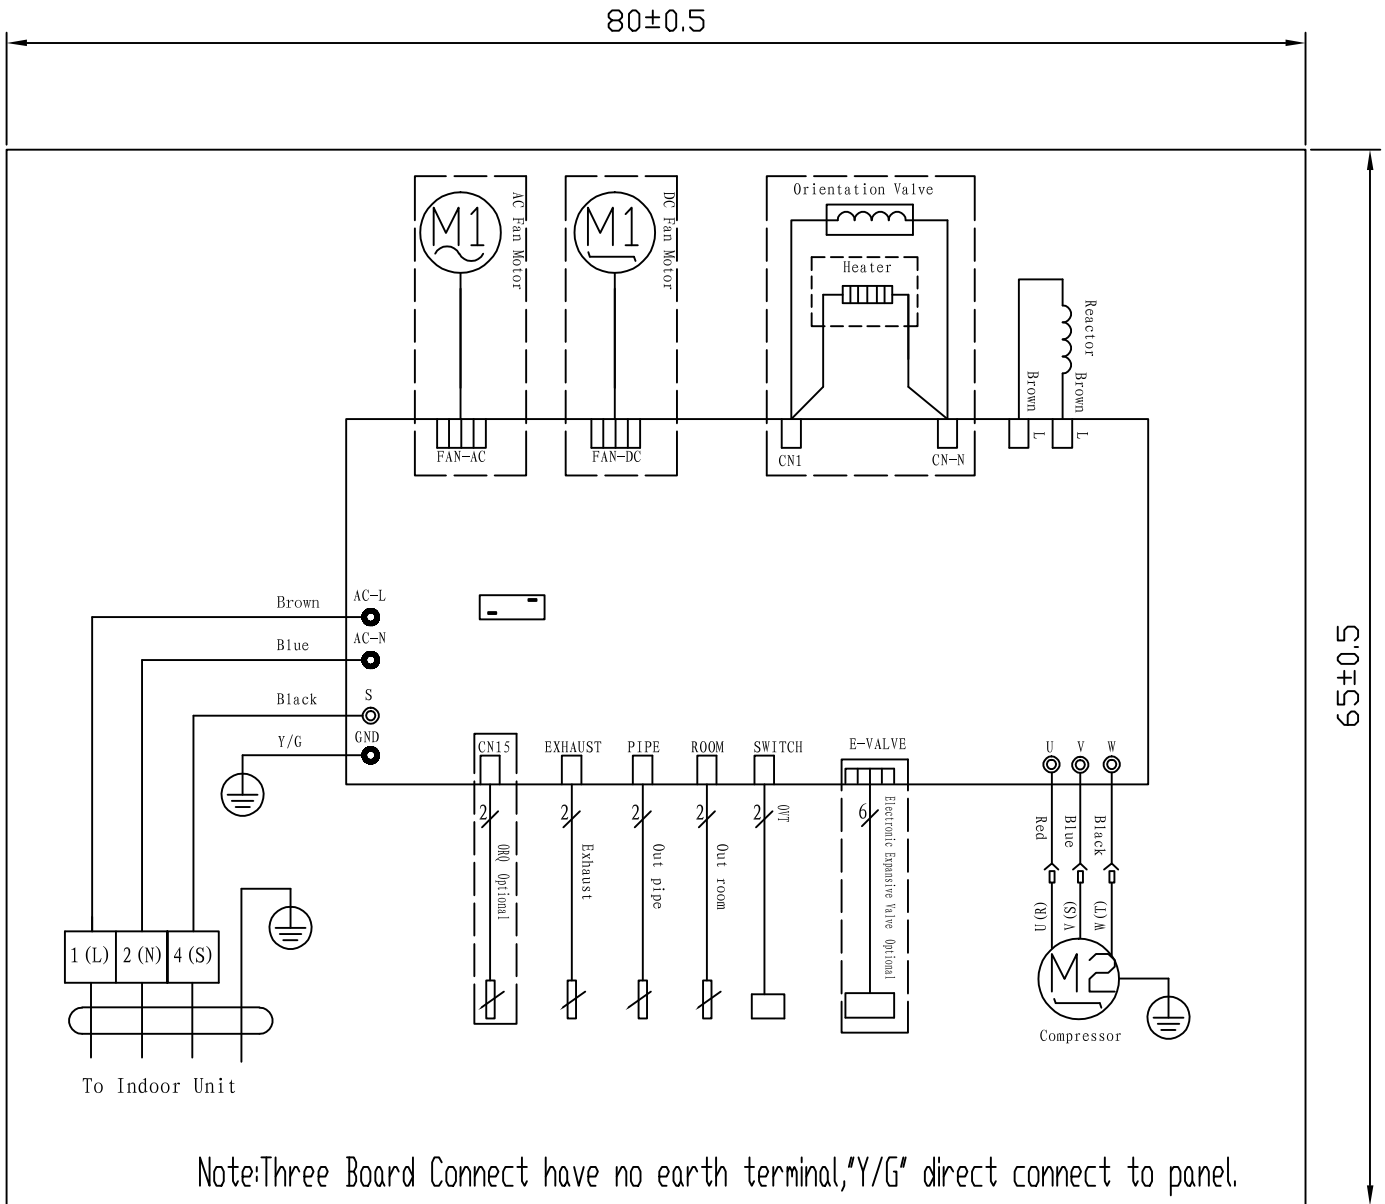 80±0.5
65±0.5
M1
AC Fan Motor
FAN-AC
M1
DC Fan Motor
FAN-DC
Orientation Valve
Heater
CN1
CN-N
Reactor
Brown
L
Brown
L
Brown
AC-L
Blue
AC-N
Black
S
Y/G
GND
CN15
EXHAUST
PIPE
ROOM
SWITCH
E-VALVE
U
V
W
2
2
2
2
2
6
OVT
ORQ Optional
Exhaust
Out pipe
Out room
Electronic Expansive Valve Optional
Red
Blue
Black
U(R)
V(S)
W(T)
M2
Compressor
1(L)
2(N)
4(S)
To Indoor Unit
Note:Three Board Connect have no earth terminal,"Y/G" direct connect to panel.